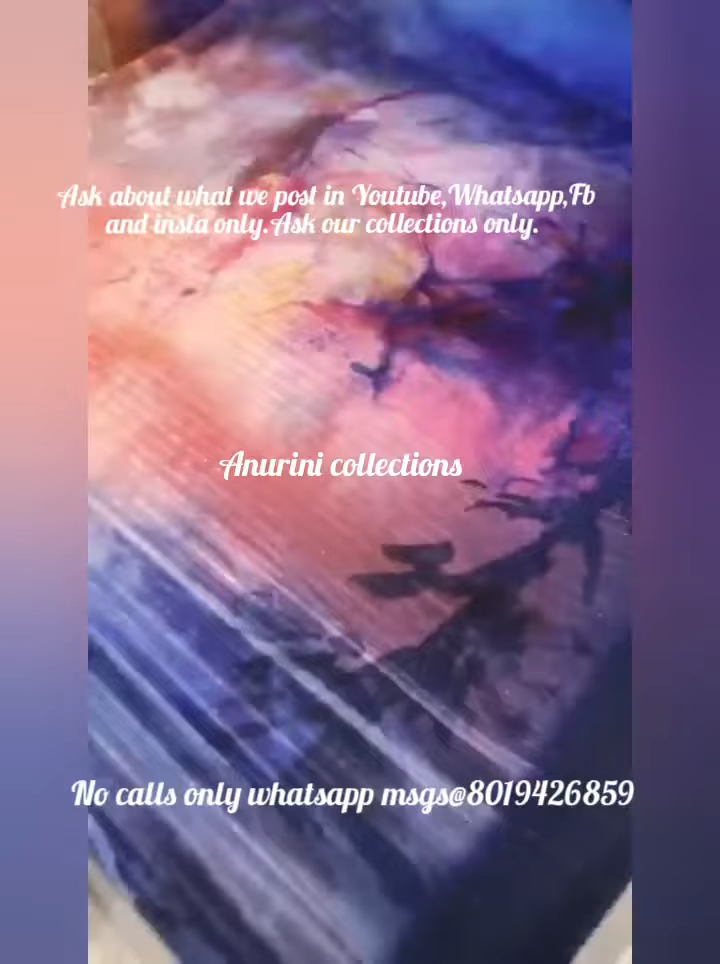 Ask about what we post in Youtube,Whatsapp,Fb
and insta only.Ask our collections only.
Anurini collections
No calls only whatsapp msgs@8019426859